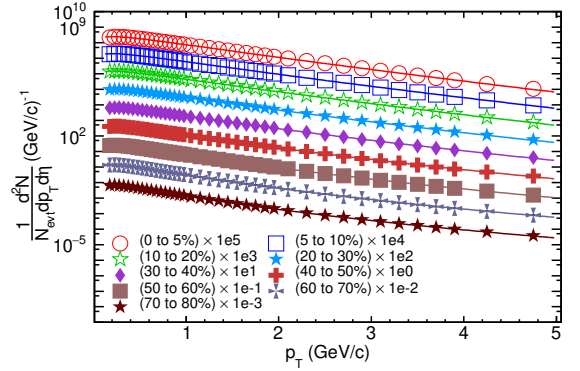 10^10
10^9
10^2
10^-5
1/N_evt d^2N/dp_T dη (GeV/c)^-1
(0 to 5%) × 1e5
(5 to 10%) × 1e4
(10 to 20%) × 1e3
(20 to 30%) × 1e2
(30 to 40%) × 1e1
(40 to 50%) × 1e0
(50 to 60%) × 1e-1
(60 to 70%) × 1e-2
(70 to 80%) × 1e-3
1 2 3 4 5
p_T (GeV/c)